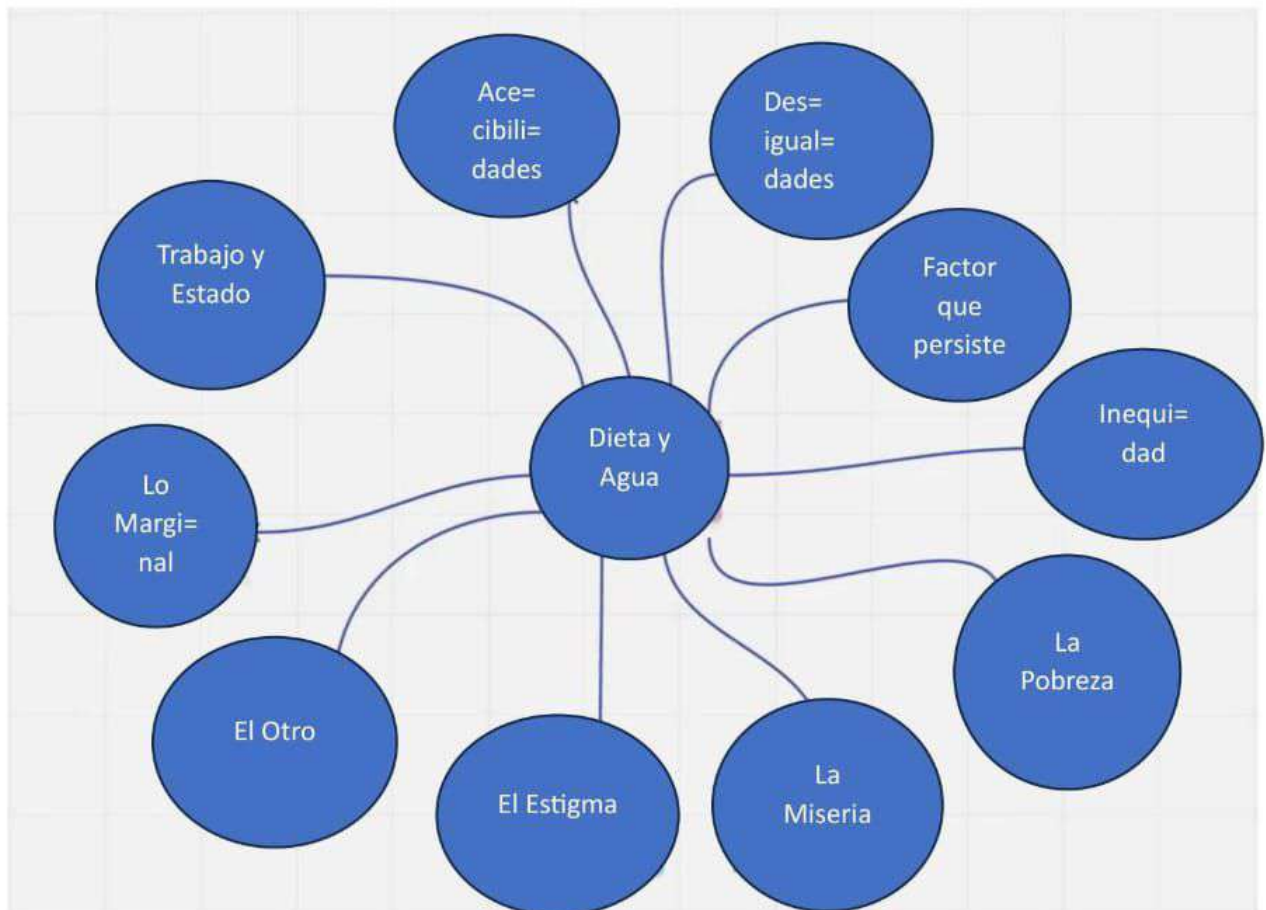 Ace=
cibili=
dades
Des=
igual=
dades
Trabajo y
Estado
Factor
que
persiste
Inequi=
dad
Dieta y
Agua
Lo
Margi=
nal
La
Pobreza
El Otro
El Estigma
La
Miseria